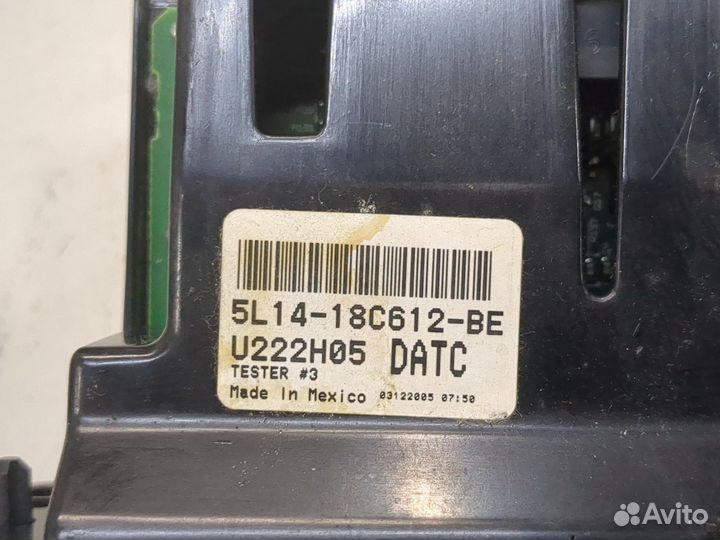 5L14-18C612-BE
U222H05 DATC
TESTER #3
Made In Mexico 03122005 07:50
Avito